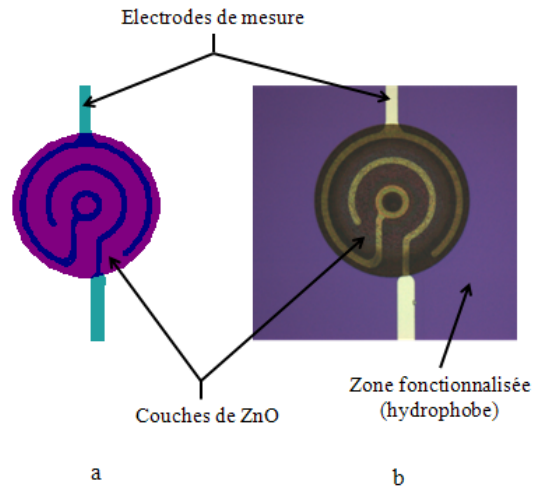 Electrodes de mesure
Zone fonctionnalisée
(hydrophobe)
Couches de ZnO
a
b